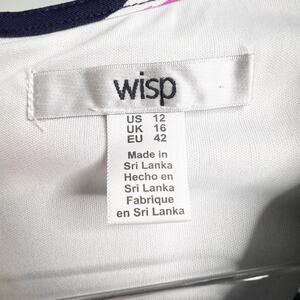 wisp
US 12
UK 16
EU 42
Made in
Sri Lanka
Hecho en
Sri Lanka
Fabrique
en Sri Lanka